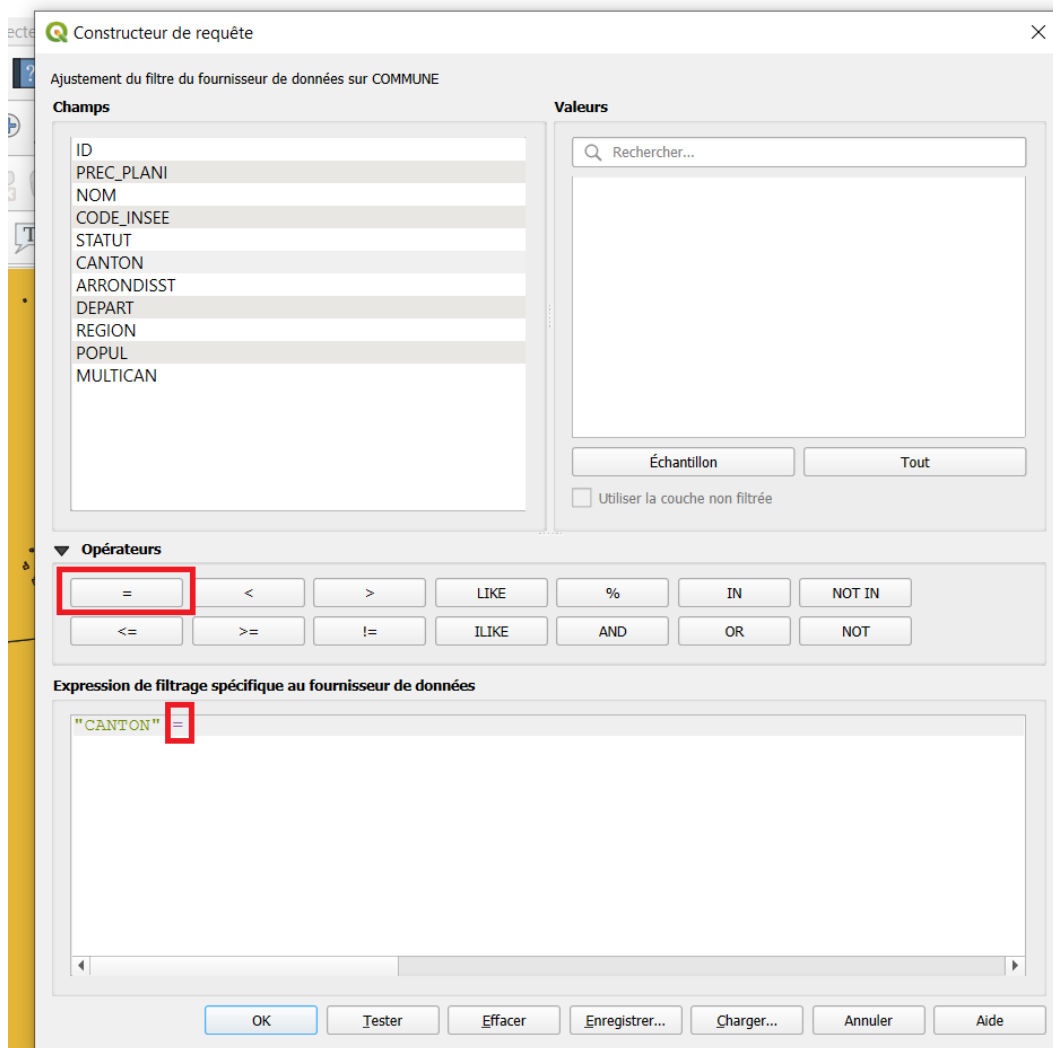 ecte
Constructeur de requête
Ajustement du filtre du fournisseur de données sur COMMUNE
Champs
Valeurs
ID
PREC_PLANI
NOM
CODE_INSEE
STATUT
CANTON
ARRONDISST
DEPART
REGION
POPUL
MULTICAN
Rechercher...
Échantillon Tout
Utiliser la couche non filtrée
Opérateurs
= < > LIKE % IN NOT IN
<= >= != ILIKE AND OR NOT
Expression de filtrage spécifique au fournisseur de données
"CANTON" =
OK Tester Effacer Enregistrer... Charger... Annuler Aide